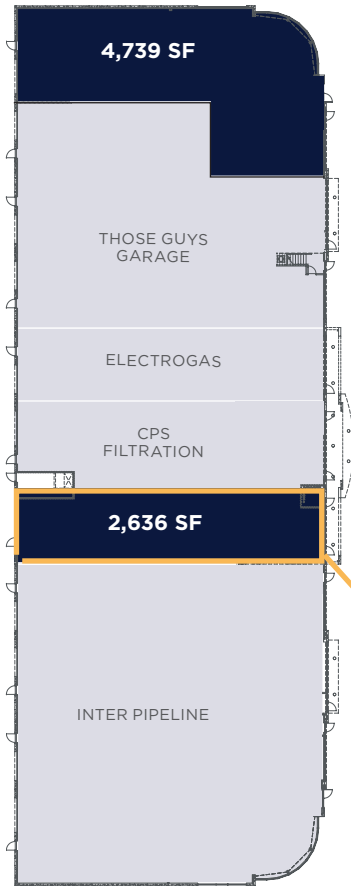 4,739 SF
THOSE GUYS
GARAGE
ELECTROGAS
CPS
FILTRATION
2,636 SF
INTER PIPELINE